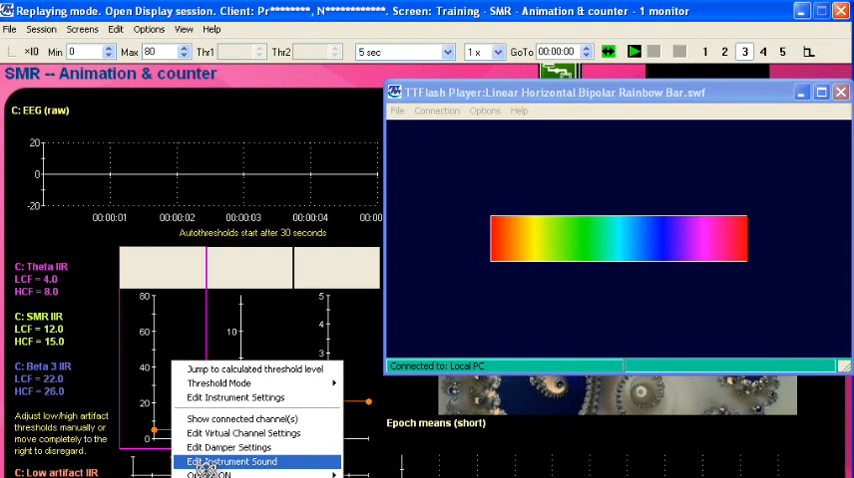 Replaying mode. Open Display session. Client: Pr********, N************. Screen: Training - SMR - Animation & counter - 1 monitor
File Session Screens Edit Options View Help
X10 Min 0 Max 80 Thr1 Thr2 5 sec 1 x GoTo 00:00:00 1 2 3 4 5
SMR -- Animation & counter
TTFlash Player:Linear Horizontal Bipolar Rainbow Bar.swf
File Connection Options Help
C: EEG (raw)
20
0
-20
00:00:01 00:00:02 00:00:03 00:00:04 00:00
Autothresholds start after 30 seconds
C: Theta IIR
LCF = 4.0
HCF = 8.0
C: SMR IIR
LCF = 12.0
HCF = 15.0
C: Beta 3 IIR
LCF = 22.0
HCF = 26.0
80
60
40
20
0
10
5
4
3
Adjust low/high artifact
thresholds manually or
move completely to the
right to disregard.
C: Low artifact IIR
Jump to calculated threshold level
Threshold Mode
Edit Instrument Settings
Show connected channel(s)
Edit Virtual Channel Settings
Edit Damper Settings
Edit Instrument Sound
Connected to: Local PC
Epoch means (short)